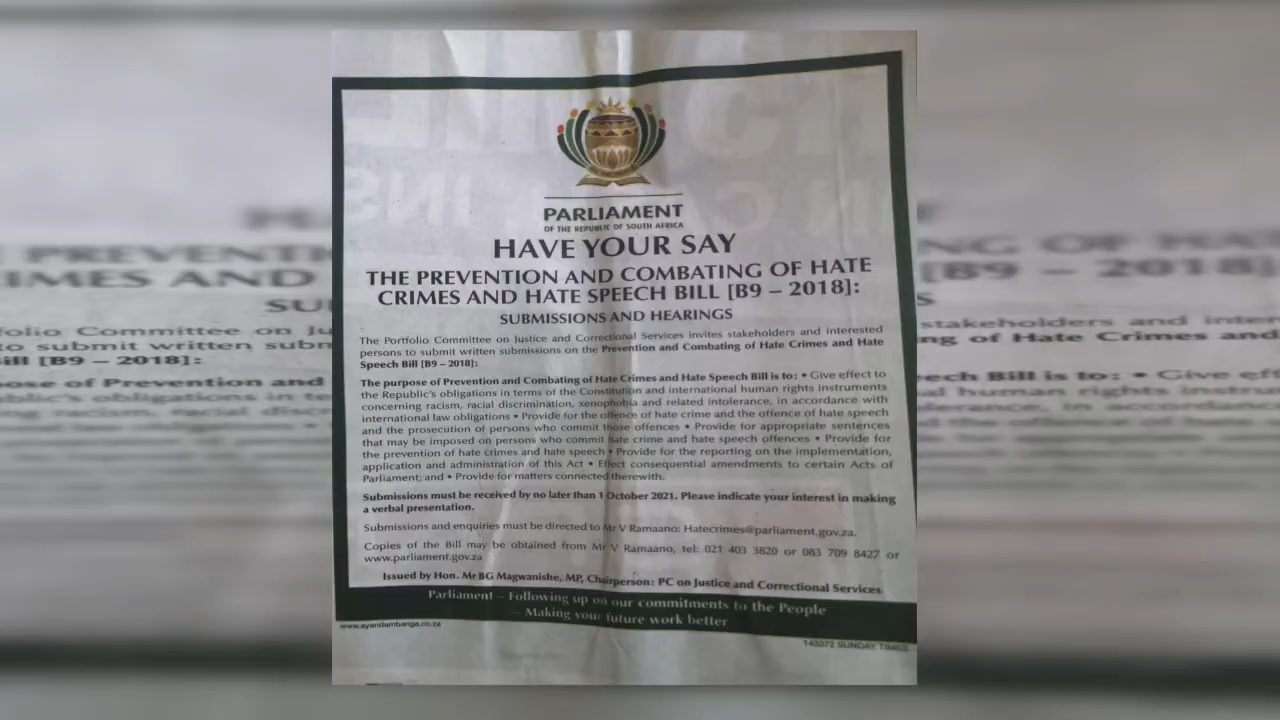 PARLIAMENT
OF THE REPUBLIC OF SOUTH AFRICA
HAVE YOUR SAY
THE PREVENTION AND COMBATING OF HATE
CRIMES AND HATE SPEECH BILL [B9 – 2018]:
SUBMISSIONS AND HEARINGS
The Portfolio Committee on Justice and Correctional Services invites stakeholders and interested
persons to submit written submissions on the Prevention and Combating of Hate Crimes and Hate
Speech Bill [B9 – 2018]:
The purpose of Prevention and Combating of Hate Crimes and Hate Speech Bill is to: • Give effect to
the Republic's obligations in terms of the Constitution and international human rights instruments
concerning racism, racial discrimination, xenophobia and related intolerance, in accordance with
international law obligations • Provide for the offence of hate crime and the offence of hate speech
and the prosecution of persons who commit those offences • Provide for appropriate sentences
that may be imposed on persons who commit hate crime and hate speech offences • Provide for
the prevention of hate crimes and hate speech • Provide for the reporting on the implementation,
application and administration of this Act • Effect consequential amendments to certain Acts of
Parliament; and • Provide for matters connected therewith.
Submissions must be received by no later than 1 October 2021. Please indicate your interest in making
a verbal presentation.
Submissions and enquiries must be directed to Mr V Ramaano: Hatecrimes@parliament.gov.za.
Copies of the Bill may be obtained from Mr V Ramaano, tel: 021 403 3820 or 083 709 8427 or
www.parliament.gov.za
Issued by Hon. Mr BG Magwanishe, MP, Chairperson: PC on Justice and Correctional Services
Parliament – Following up on our commitments to the People
– Making your future work better
www.ayandambanga.co.za
143372 SUNDAY TIMES